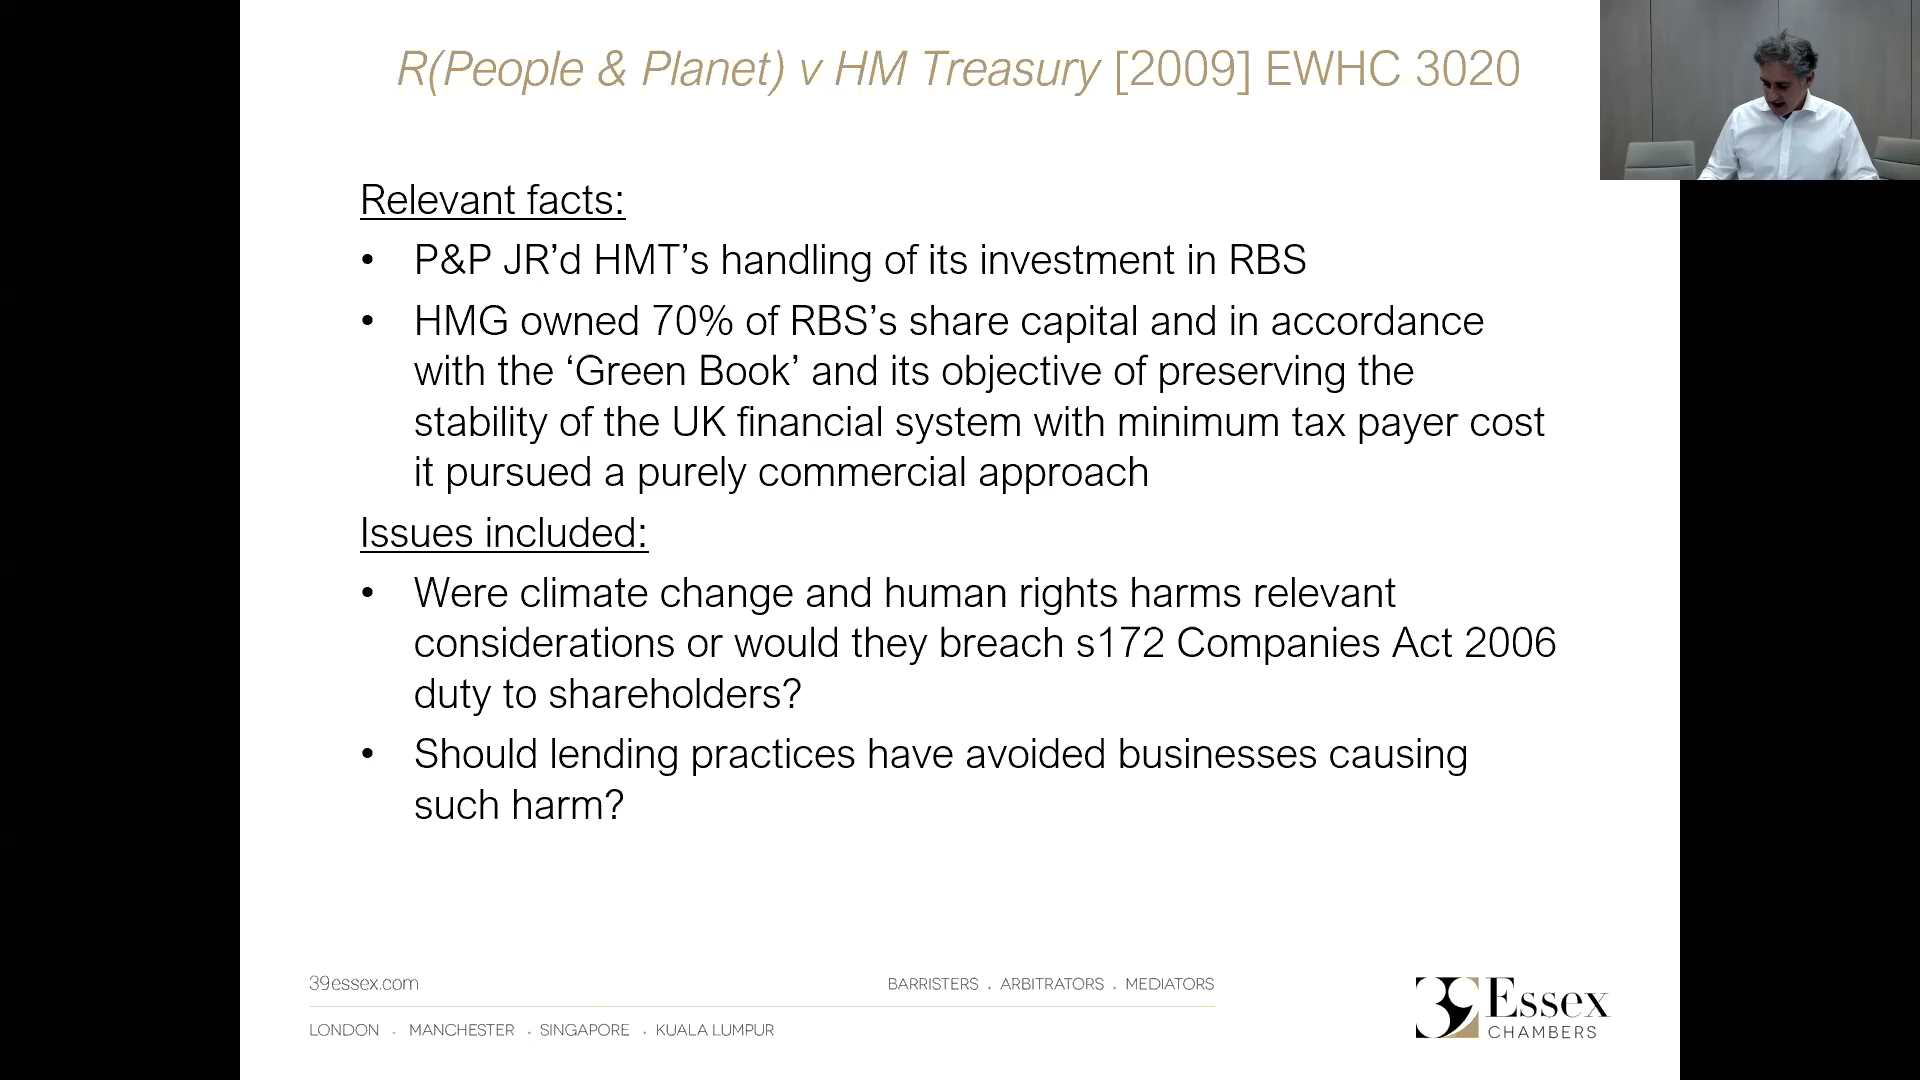 R(People & Planet) v HM Treasury [2009] EWHC 3020
Relevant facts:
• P&P JR’d HMT’s handling of its investment in RBS
• HMG owned 70% of RBS’s share capital and in accordance
with the ‘Green Book’ and its objective of preserving the
stability of the UK financial system with minimum tax payer cost
it pursued a purely commercial approach
Issues included:
• Were climate change and human rights harms relevant
considerations or would they breach s172 Companies Act 2006
duty to shareholders?
• Should lending practices have avoided businesses causing
such harm?
39essex.com
BARRISTERS . ARBITRATORS . MEDIATORS
LONDON . MANCHESTER . SINGAPORE . KUALA LUMPUR
39 Essex
CHAMBERS